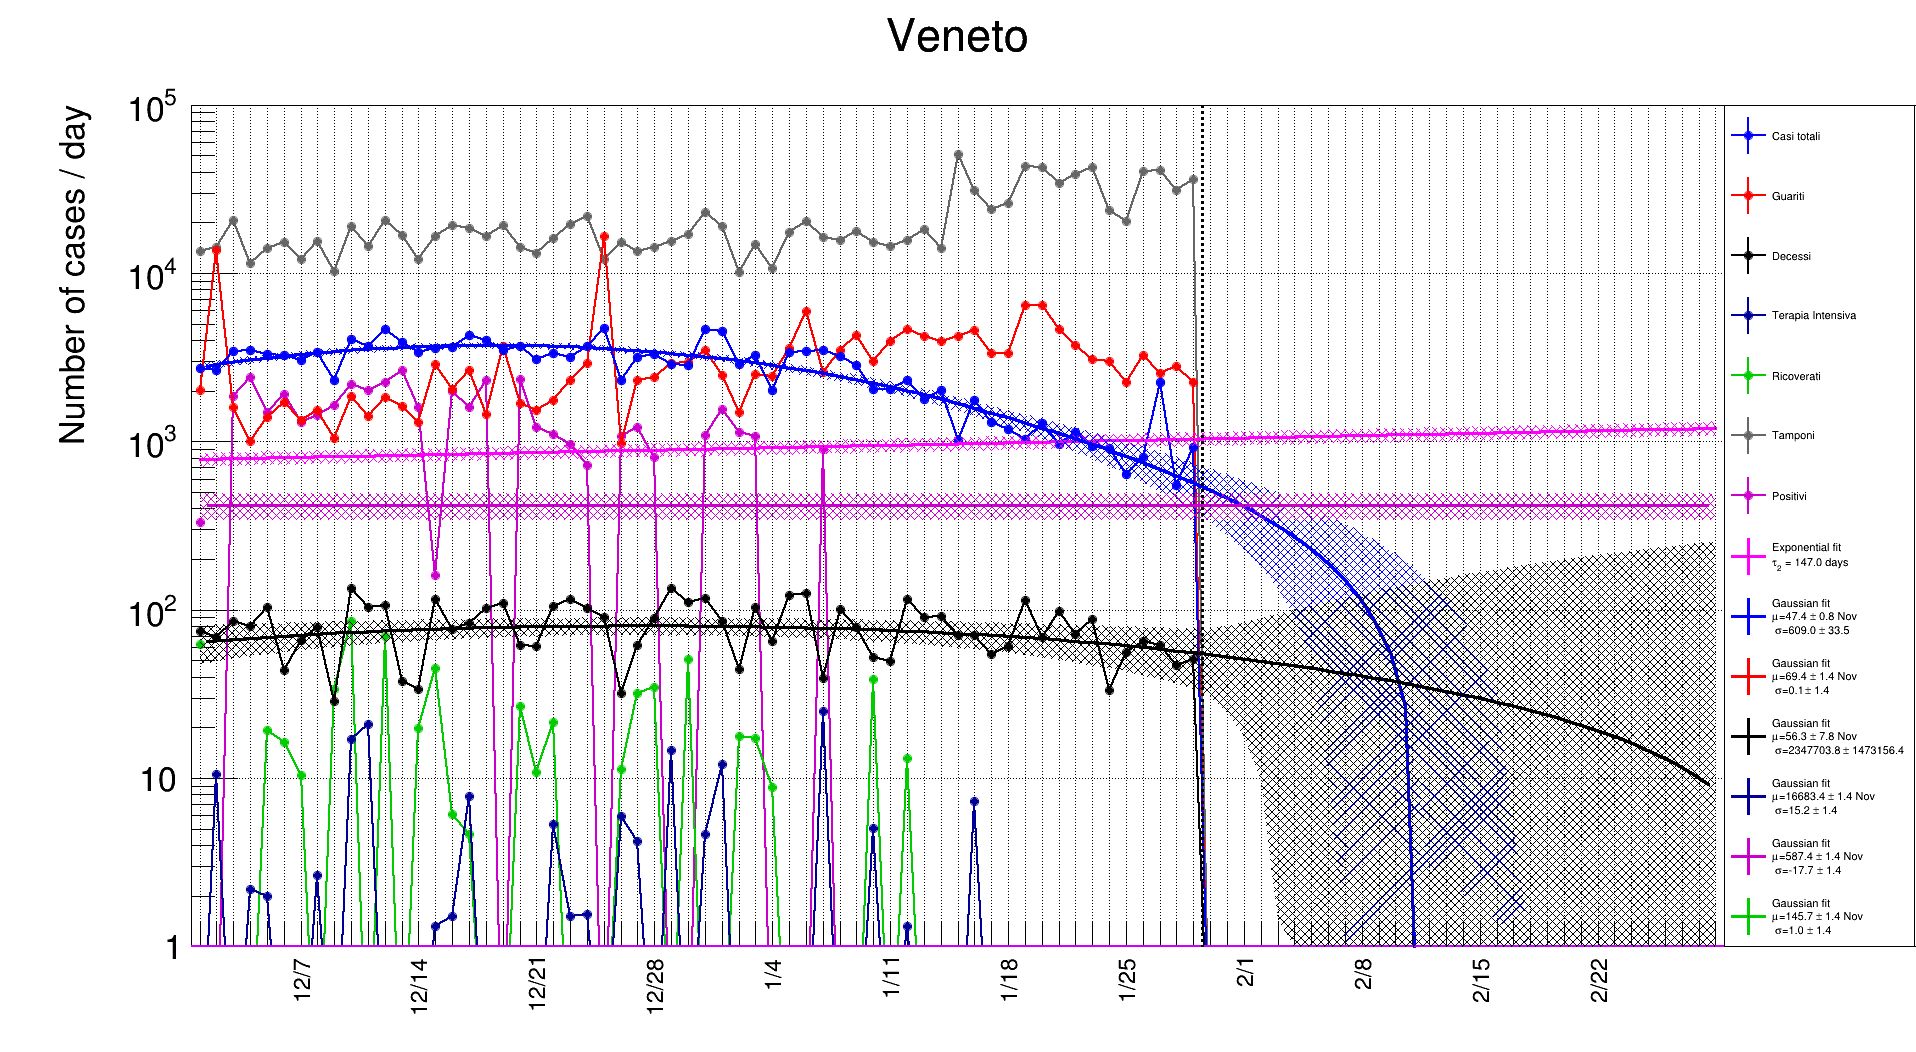 Veneto
Number of cases / day
10^5
10^4
10^3
10^2
10
1
12/7
12/14
12/21
12/28
1/4
1/11
1/18
1/25
2/1
2/8
2/15
2/22
Casi totali
Guariti
Decessi
Terapia Intensiva
Ricoverati
Tamponi
Positivi
Exponential fit
τ₂ = 147.0 days
Gaussian fit
μ=47.4 ± 0.8 Nov
σ=609.0 ± 33.5
Gaussian fit
μ=69.4 ± 1.4 Nov
σ=0.1 ± 1.4
Gaussian fit
μ=56.3 ± 7.8 Nov
σ=2347703.8 ± 1473156.4
Gaussian fit
μ=16683.4 ± 1.4 Nov
σ=15.2 ± 1.4
Gaussian fit
μ=587.4 ± 1.4 Nov
σ=-17.7 ± 1.4
Gaussian fit
μ=145.7 ± 1.4 Nov
σ=1.0 ± 1.4